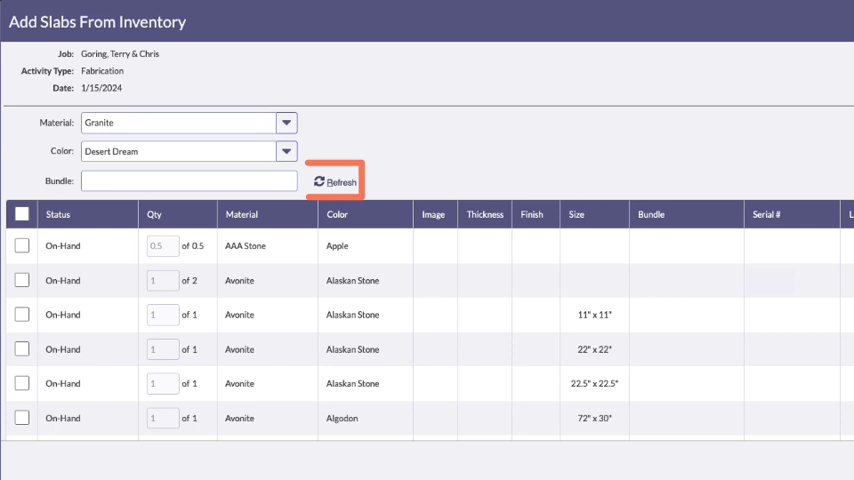 Add Slabs From Inventory
Job: Goring, Terry & Chris
Activity Type: Fabrication
Date: 1/15/2024
Material: Granite
Color: Desert Dream
Bundle:
Refresh
Status Qty Material Color Image Thickness Finish Size Bundle Serial # L
On-Hand 0.5 of 0.5 AAA Stone Apple
On-Hand 1 of 2 Avonite Alaskan Stone
On-Hand 1 of 1 Avonite Alaskan Stone 11" x 11"
On-Hand 1 of 1 Avonite Alaskan Stone 22" x 22"
On-Hand 1 of 1 Avonite Alaskan Stone 22.5" x 22.5"
On-Hand 1 of 1 Avonite Algodon 72" x 30"